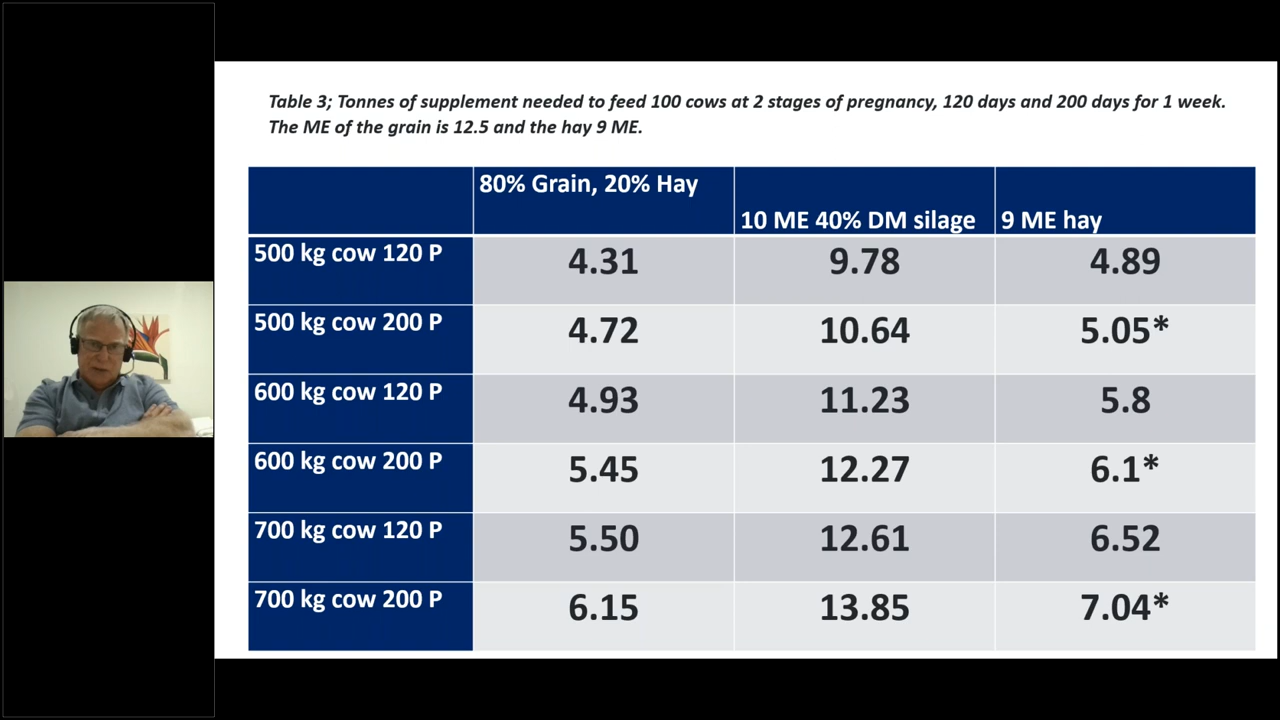 Table 3; Tonnes of supplement needed to feed 100 cows at 2 stages of pregnancy, 120 days and 200 days for 1 week.
The ME of the grain is 12.5 and the hay 9 ME.
80% Grain, 20% Hay
10 ME 40% DM silage
9 ME hay
500 kg cow 120 P
4.31
9.78
4.89
500 kg cow 200 P
4.72
10.64
5.05*
600 kg cow 120 P
4.93
11.23
5.8
600 kg cow 200 P
5.45
12.27
6.1*
700 kg cow 120 P
5.50
12.61
6.52
700 kg cow 200 P
6.15
13.85
7.04*